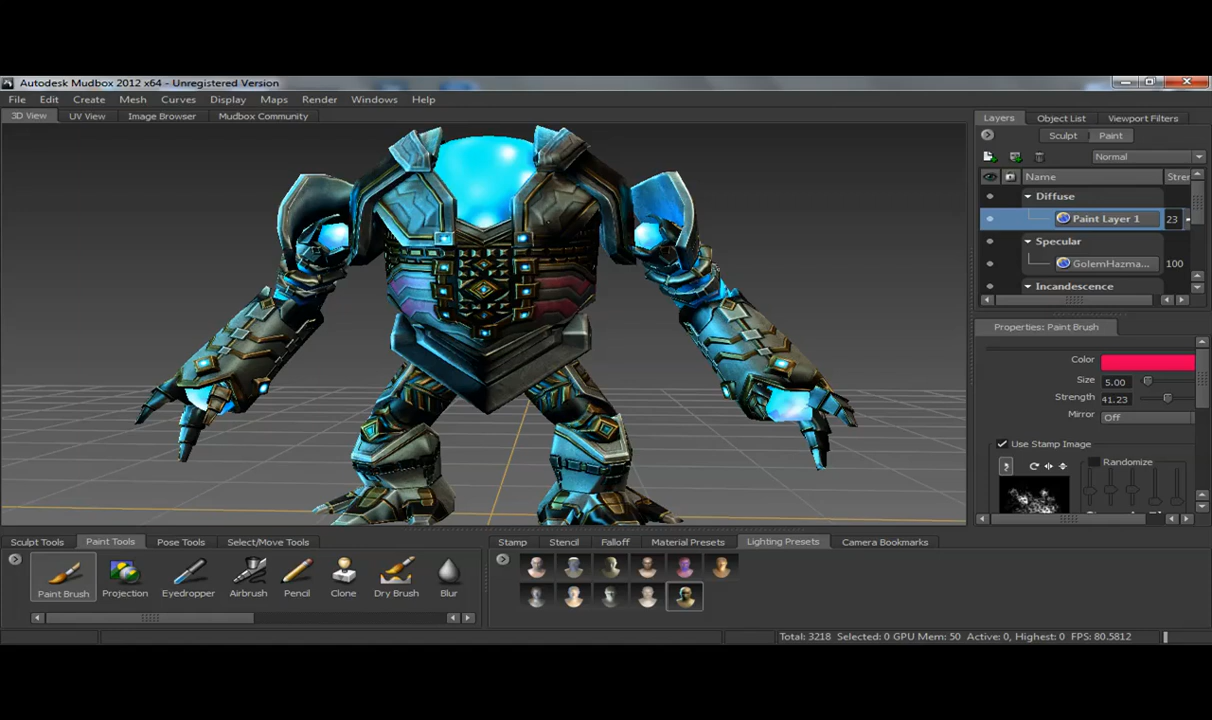 Autodesk Mudbox 2012 x64 - Unregistered Version
File Edit Create Mesh Curves Display Maps Render Windows Help
3D View UV View Image Browser Mudbox Community
Layers Object List Viewport Filters
Sculpt Paint
Normal
Name Stre
Diffuse
Paint Layer 1 23
Specular
GolemHazma... 100
Incandescence
Properties: Paint Brush
Color
Size 5.00
Strength 41.23
Mirror Off
Use Stamp Image
Randomize
Sculpt Tools Paint Tools Pose Tools Select/Move Tools
Paint Brush Projection Eyedropper Airbrush Pencil Clone Dry Brush Blur
Stamp Stencil Falloff Material Presets Lighting Presets Camera Bookmarks
Total: 3218 Selected: 0 GPU Mem: 50 Active: 0, Highest: 0 FPS: 80.5812